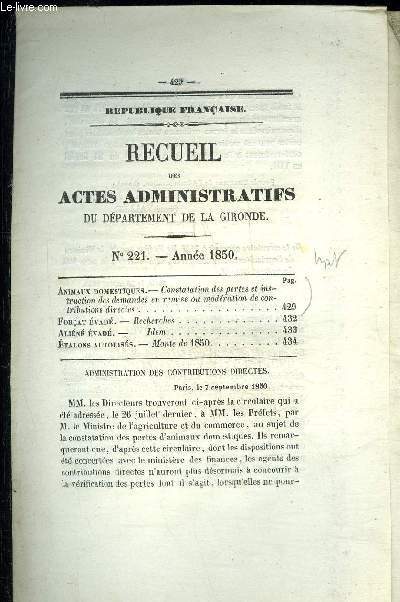 — 429 —
RÉPUBLIQUE FRANÇAISE.
RECUEIL
DES
ACTES ADMINISTRATIFS
DU DÉPARTEMENT DE LA GIRONDE.
N° 221. — Année 1850.
Pag.
ANIMAUX DOMESTIQUES. — Constatation des pertes et ins-
truction des demandes en remises ou modération de con-
tributions directes . . . . . . . . . . . . . . . . . . 429
FORÇAT ÉVADÉ. — Recherches . . . . . . . . . . . . 432
ALIÉNÉ ÉVADÉ. — Idem . . . . . . . . . . . . . . . 433
ÉTALONS AUTORISÉS. — Monte de 1850 . . . . . . . . 434
ADMINISTRATION DES CONTRIBUTIONS DIRECTES.
Paris, le 7 septembre 1850.
MM. les Directeurs trouveront ci-après la circulaire qui a
été adressée, le 26 juillet dernier, à MM. les Préfets, par
M. le Ministre de l'agriculture et du commerce, au sujet de
la constatation des pertes d'animaux domestiques. Ils remar-
queront que, d'après cette circulaire, dont les dispositions ont
été concertées avec le ministère des finances, les agents des
contributions directes n'auront plus désormais à concourir à
la vérification des pertes dont il s'agit, lorsqu'elles ne pour-